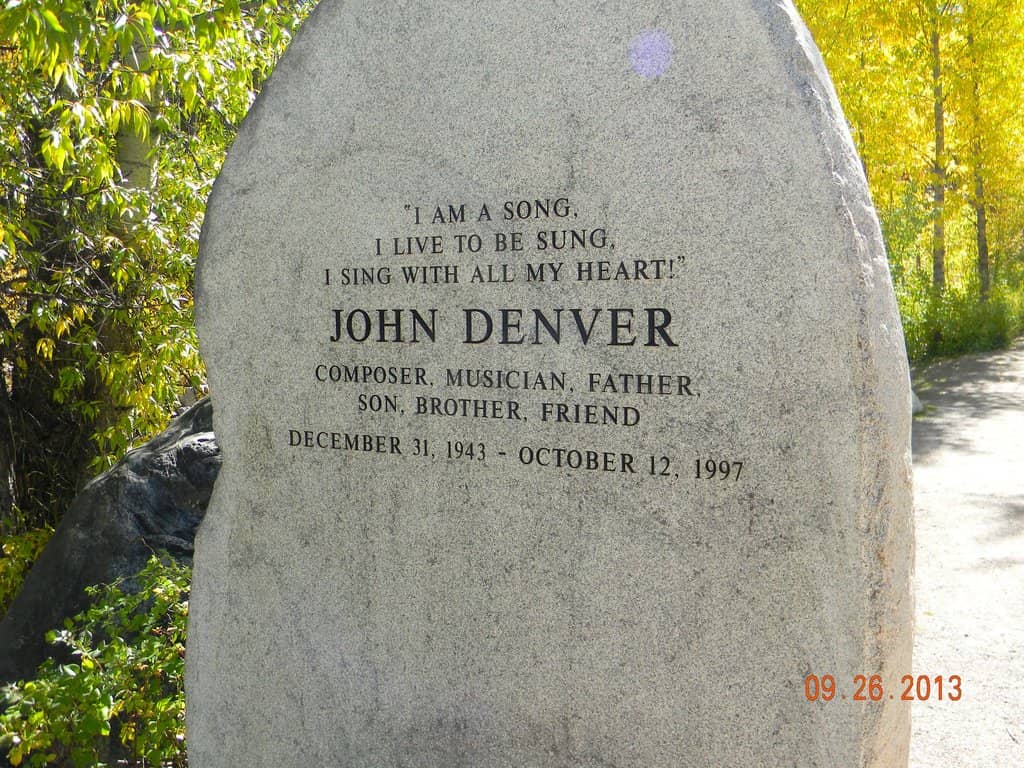 "I AM A SONG,
I LIVE TO BE SUNG,
I SING WITH ALL MY HEART!"
JOHN DENVER
COMPOSER, MUSICIAN, FATHER,
SON, BROTHER, FRIEND
DECEMBER 31, 1943 - OCTOBER 12, 1997
09.26.2013